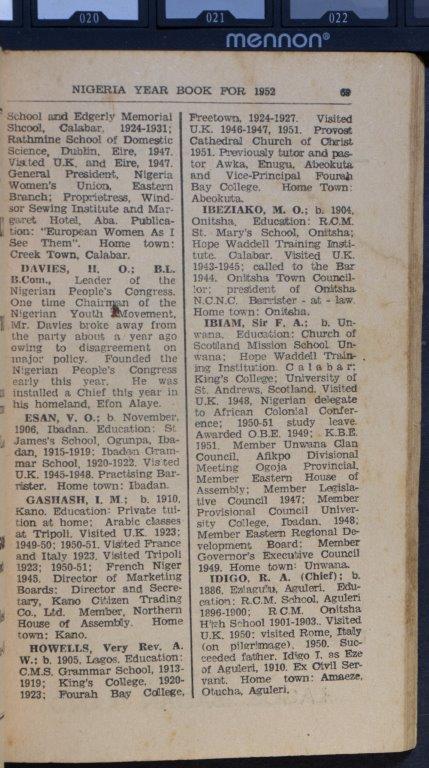 020
021
022
mennon®
NIGERIA YEAR BOOK FOR 1952
69
School and Edgerly Memorial
Shcool, Calabar, 1924-1931;
Rathmine School of Domestic
Science, Dublin, Eire, 1947.
Visited U.K. and Eire, 1947.
General President, Nigeria
Women's Union, Eastern
Branch; Proprietress, Wind-
sor Sewing Institute and Mar-
garet Hotel, Aba. Publica-
tion: "European Women As I
See Them". Home town:
Creek Town, Calabar.
DAVIES, H. O.; B.L.
B.Com., Leader of the
Nigerian People's Congress.
One time Chairman of the
Nigerian Youth Movement,
Mr. Davies broke away from
the party about a year ago
owing to disagreement on
major policy. Founded the
Nigerian People's Congress
early this year. He was
installed a Chief this year in
his homeland, Efon Alaye.
ESAN, V. O.; b. November,
1906, Ibadan. Education: St.
James's School, Ogunpa, Iba-
dan, 1915-1919; Ibadan Gram-
mar School, 1920-1922. Visited
U.K. 1945-1948. Practising Bar-
rister. Home town: Ibadan.
GASHASH, I. M.; b. 1910,
Kano. Education: Private tui-
tion at home; Arabic classes
at Tripoli. Visited U.K. 1923;
1949-50; 1950-51. Visited France
and Italy 1923. Visited Tripoli
1923; 1950-51; French Niger
1945. Director of Marketing
Boards: Director and Secre-
tary, Kano Citizen Trading
Co., Ltd. Member, Northern
House of Assembly. Home
town: Kano.
HOWELLS, Very Rev. A.
W.: b. 1905, Lagos. Education:
C.M.S. Grammar School, 1913-
1919; King's College, 1920-
1923; Fourah Bay College,
Freetown, 1924-1927. Visited
U.K. 1946-1947, 1951. Provost
Cathedral Church of Christ
1951. Previously tutor and pas-
tor Awka, Enugu, Abeokuta
and Vice-Principal Fourah
Bay College. Home Town:
Abeokuta.
IBEZIAKO, M. O.; b. 1904,
Onitsha. Education: R.C.M.
St. Mary's School, Onitsha;
Hope Waddell Training Insti-
tute, Calabar. Visited U.K.
1943-1945; called to the Bar
1944. Onitsha Town Council-
lor; president of Onitsha
N.C.N.C. Barrister - at - law.
Home town: Onitsha.
IBIAM, Sir F. A.; b. Un-
wana. Education: Church of
Scotland Mission School Un-
wana; Hope Waddell Train-
ing Institution. Calabar;
King's College; University of
St. Andrews, Scotland. Visited
U.K. 1948, Nigerian delegate
to African Colonial Confer-
ence; 1950-51 study leave.
Awarded O.B.E. 1949; K.B.E.
1951. Member Unwana Clan
Council, Afikpo Divisional
Meeting Ogoja Provincial,
Member Eastern House of
Assembly; Member Legisla-
tive Council 1947; Member
Provisional Council Univer-
sity College, Ibadan, 1948;
Member Eastern Regional De-
velopment Board; Member
Governor's Executive Council
1949. Home town: Unwana.
IDIGO, R. A. (Chief); b.
1886, Eziagulu, Aguleri. Edu-
cation: R.C.M. School, Aguleri
1896-1900; R.C.M. Onitsha
High School 1901-1903. Visited
U.K. 1950; visited Rome, Italy
(on pilgrimage), 1950. Suc-
ceeded father, Idigo I, as Eze
of Aguleri, 1910. Ex Civil Ser-
vant. Home town: Amaeze,
Otucha, Aguleri.